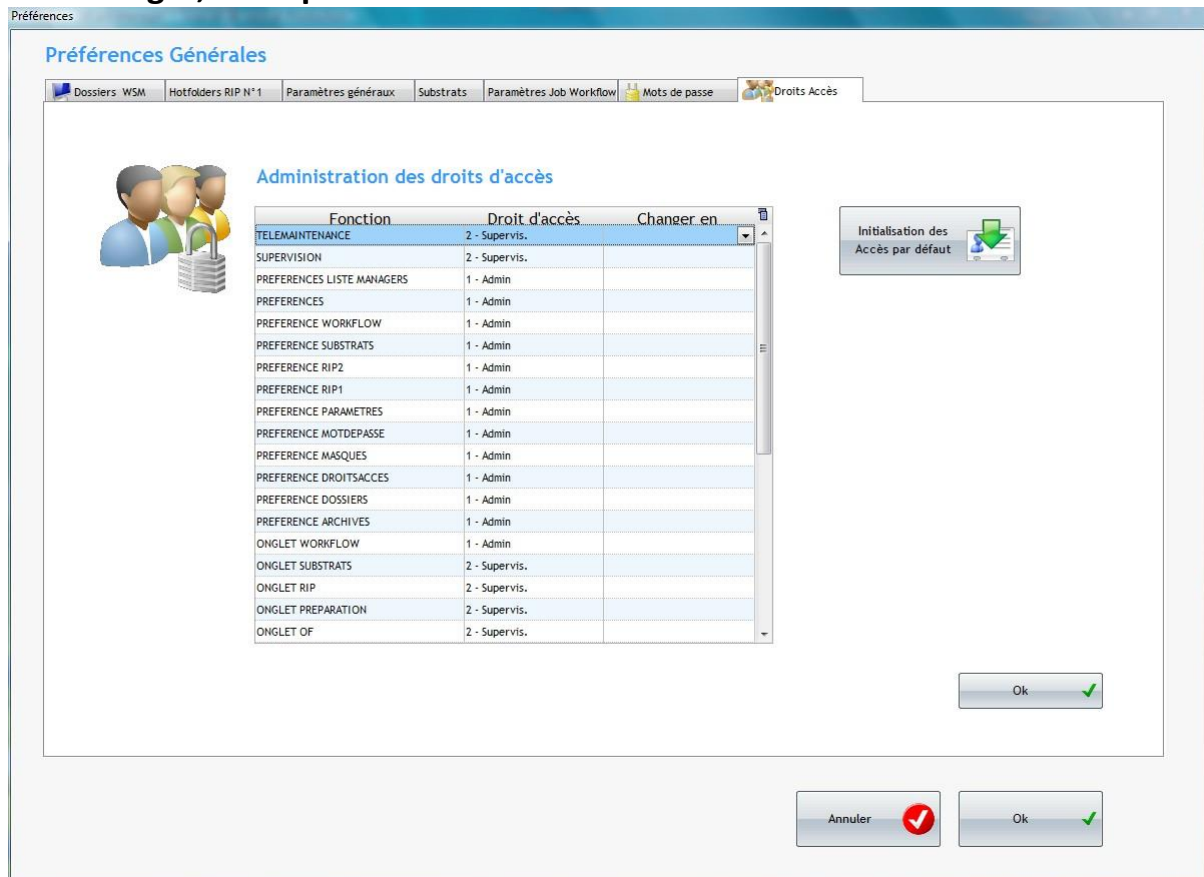 Préférences
Préférences Générales
Dossiers WSM Hotfolders RIP N°1 Paramètres généraux Substrats Paramètres Job Workflow Mots de passe Droits Accès
Administration des droits d'accès
Fonction Droit d'accès Changer en
TELEMAINTENANCE 2 - Supervis.
SUPERVISION 2 - Supervis.
PREFERENCES LISTE MANAGERS 1 - Admin
PREFERENCES 1 - Admin
PREFERENCE WORKFLOW 1 - Admin
PREFERENCE SUBSTRATS 1 - Admin
PREFERENCE RIP2 1 - Admin
PREFERENCE RIP1 1 - Admin
PREFERENCE PARAMETRES 1 - Admin
PREFERENCE MOTDEPASSE 1 - Admin
PREFERENCE MASQUES 1 - Admin
PREFERENCE DROITSACCES 1 - Admin
PREFERENCE DOSSIERS 1 - Admin
PREFERENCE ARCHIVES 1 - Admin
ONGLET WORKFLOW 1 - Admin
ONGLET SUBSTRATS 2 - Supervis.
ONGLET RIP 2 - Supervis.
ONGLET PREPARATION 2 - Supervis.
ONGLET OF 2 - Supervis.
Initialisation des
Accès par défaut
Ok
Annuler Ok